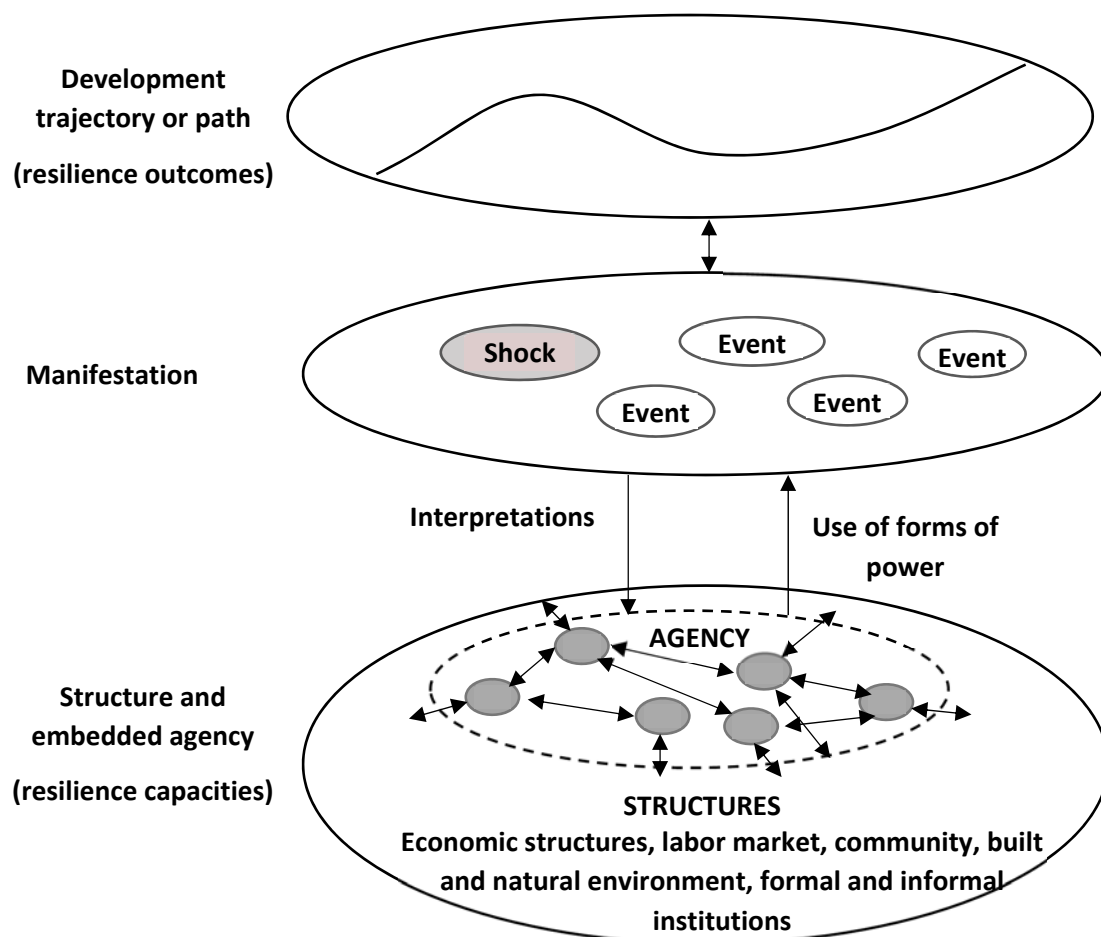 Development
trajectory or path
(resilience outcomes)
Manifestation
Shock
Event
Event
Event
Event
Interpretations
Use of forms of
power
Structure and
embedded agency
(resilience capacities)
AGENCY
STRUCTURES
Economic structures, labor market, community, built
and natural environment, formal and informal
institutions